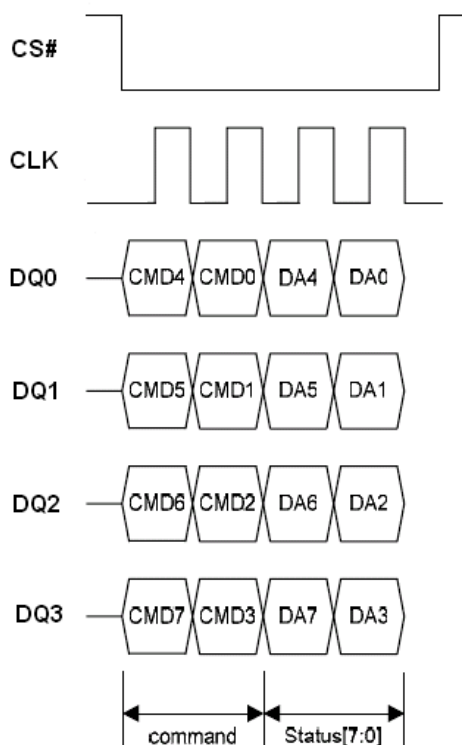 CS#
CLK
DQ0 CMD4 CMD0 DA4 DA0
DQ1 CMD5 CMD1 DA5 DA1
DQ2 CMD6 CMD2 DA6 DA2
DQ3 CMD7 CMD3 DA7 DA3
command Status[7:0]